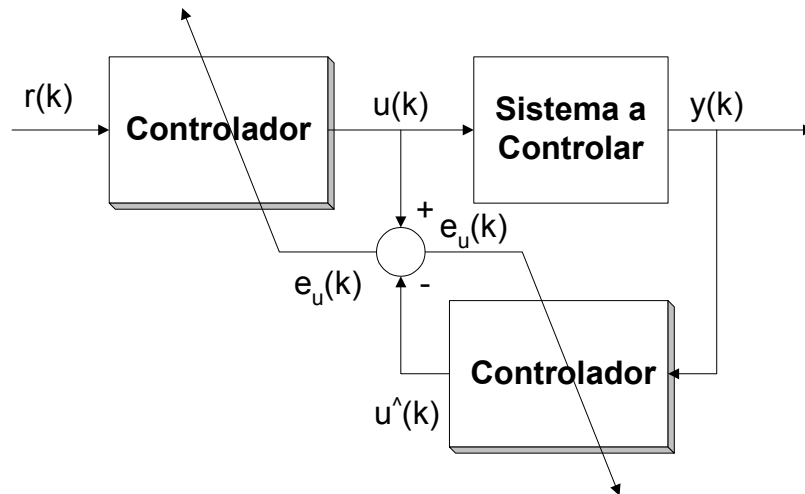 r(k)
Controlador
u(k)
Sistema a
Controlar
y(k)
+
e_u(k)
e_u(k)
-
Controlador
u^(k)